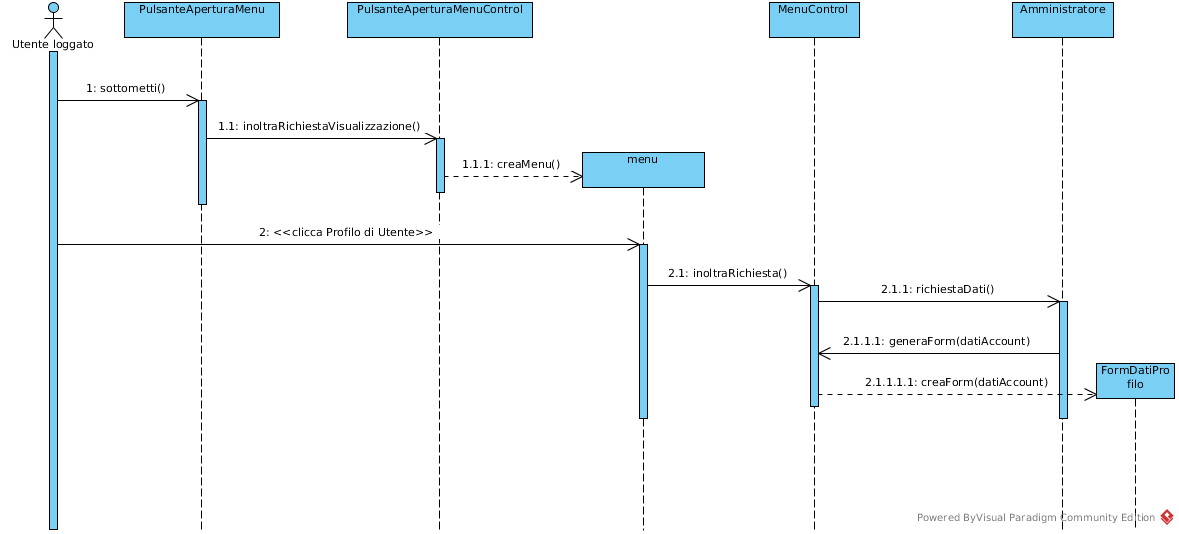 PulsanteAperturaMenu
PulsanteAperturaMenuControl
MenuControl
Amministratore
Utente loggato
1: sottometti()
1.1: inoltraRichiestaVisualizzazione()
1.1.1: creaMenu()
menu
2: <<clicca Profilo di Utente>>
2.1: inoltraRichiesta()
2.1.1: richiestaDati()
2.1.1.1: generaForm(datiAccount)
FormDatiPro
filo
2.1.1.1.1: creaForm(datiAccount)
Powered ByVisual Paradigm Community Edition